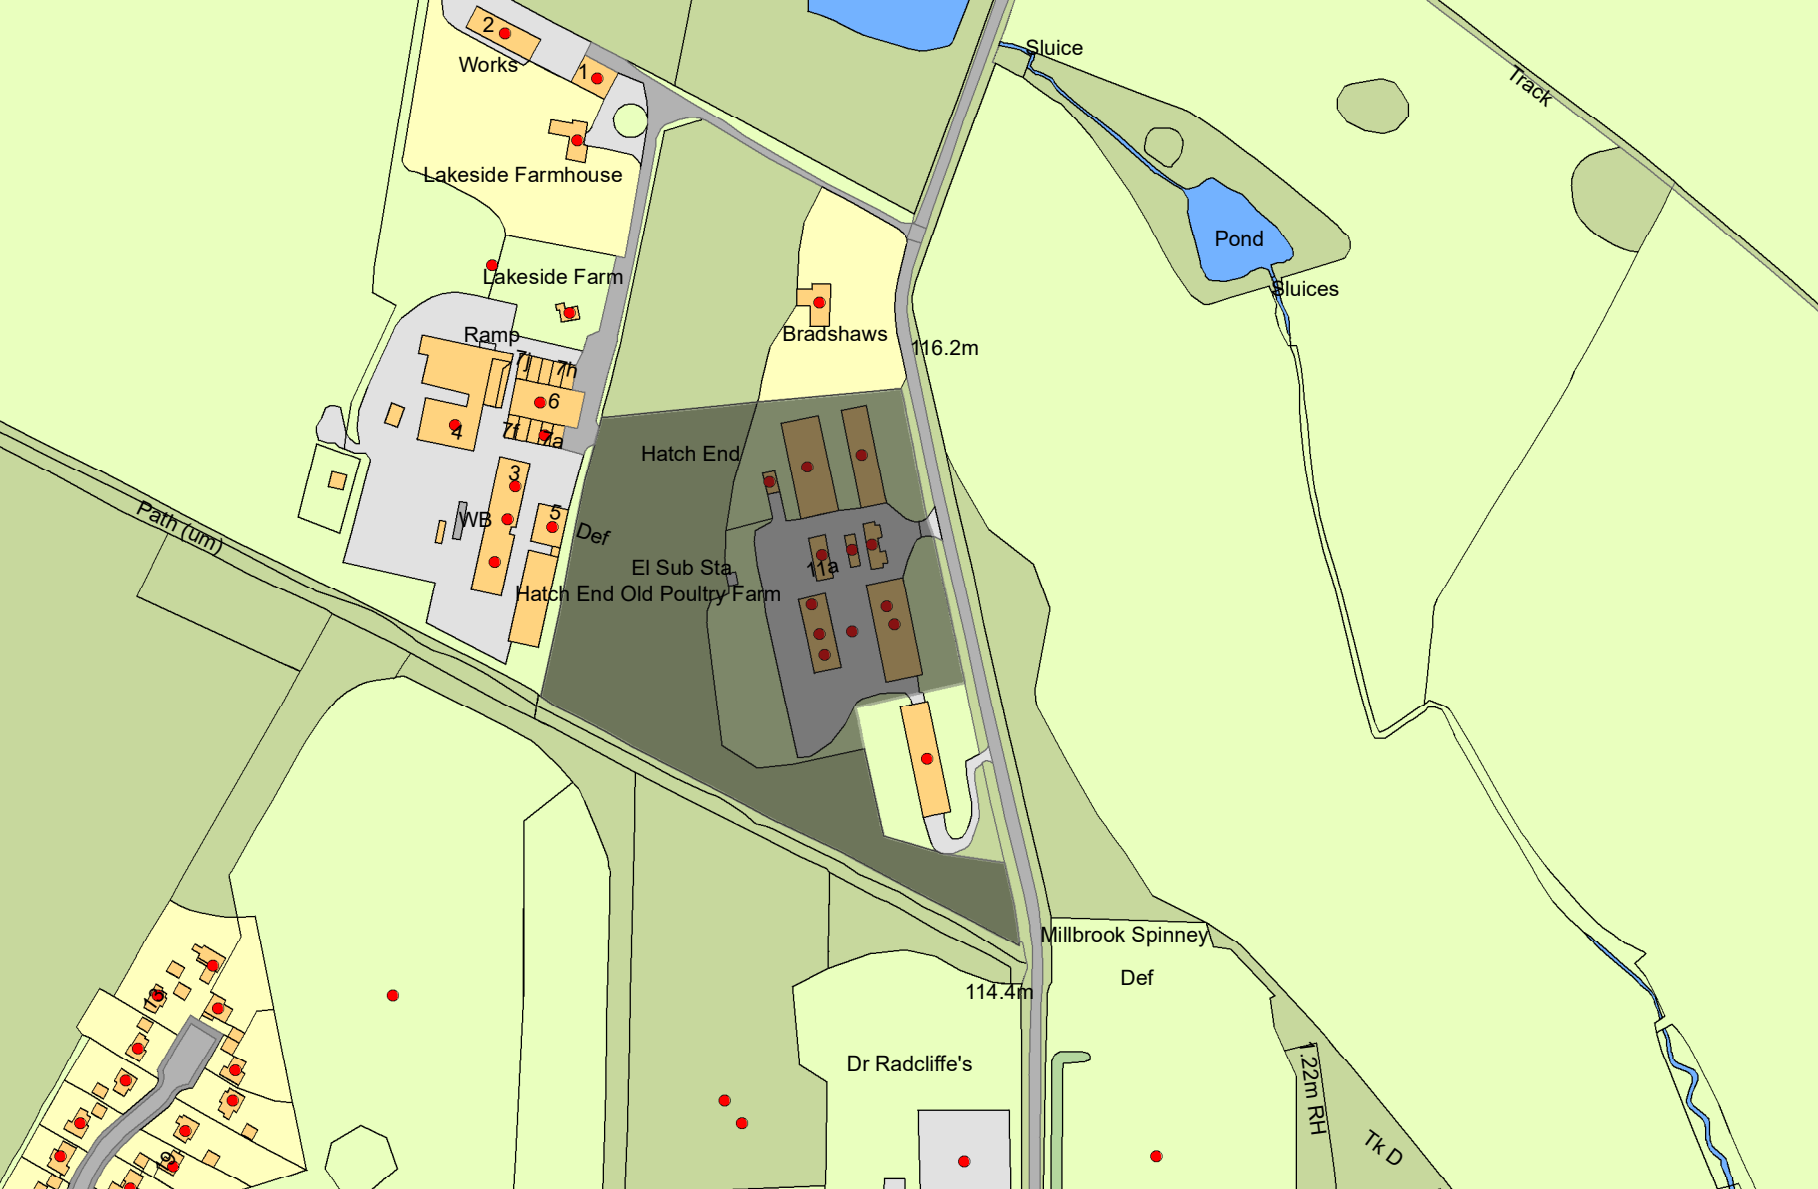 2
Works
1
Sluice
Track
Lakeside Farmhouse
Pond
Lakeside Farm
Sluices
Ramp
Bradshaws
116.2m
7j
7h
6
4
7f
7a
Hatch End
3
WB
5
Def
Path (um)
El Sub Sta
11a
Hatch End Old Poultry Farm
Millbrook Spinney
Def
114.4m
Dr Radcliffe's
1.22m RH
Tk D
9